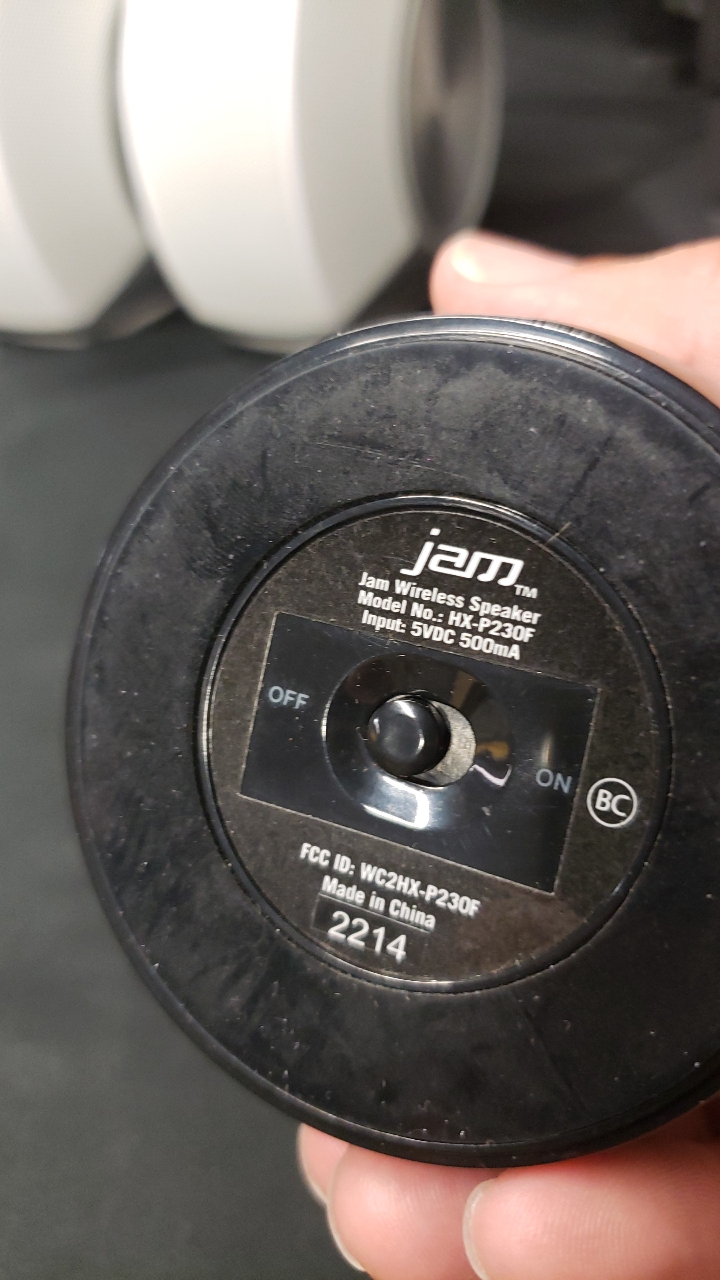 jam™
Jam Wireless Speaker
Model No.: HX-P230F
Input: 5VDC 500mA
OFF
ON
BC
FCC ID: WC2HX-P230F
Made in China
2214